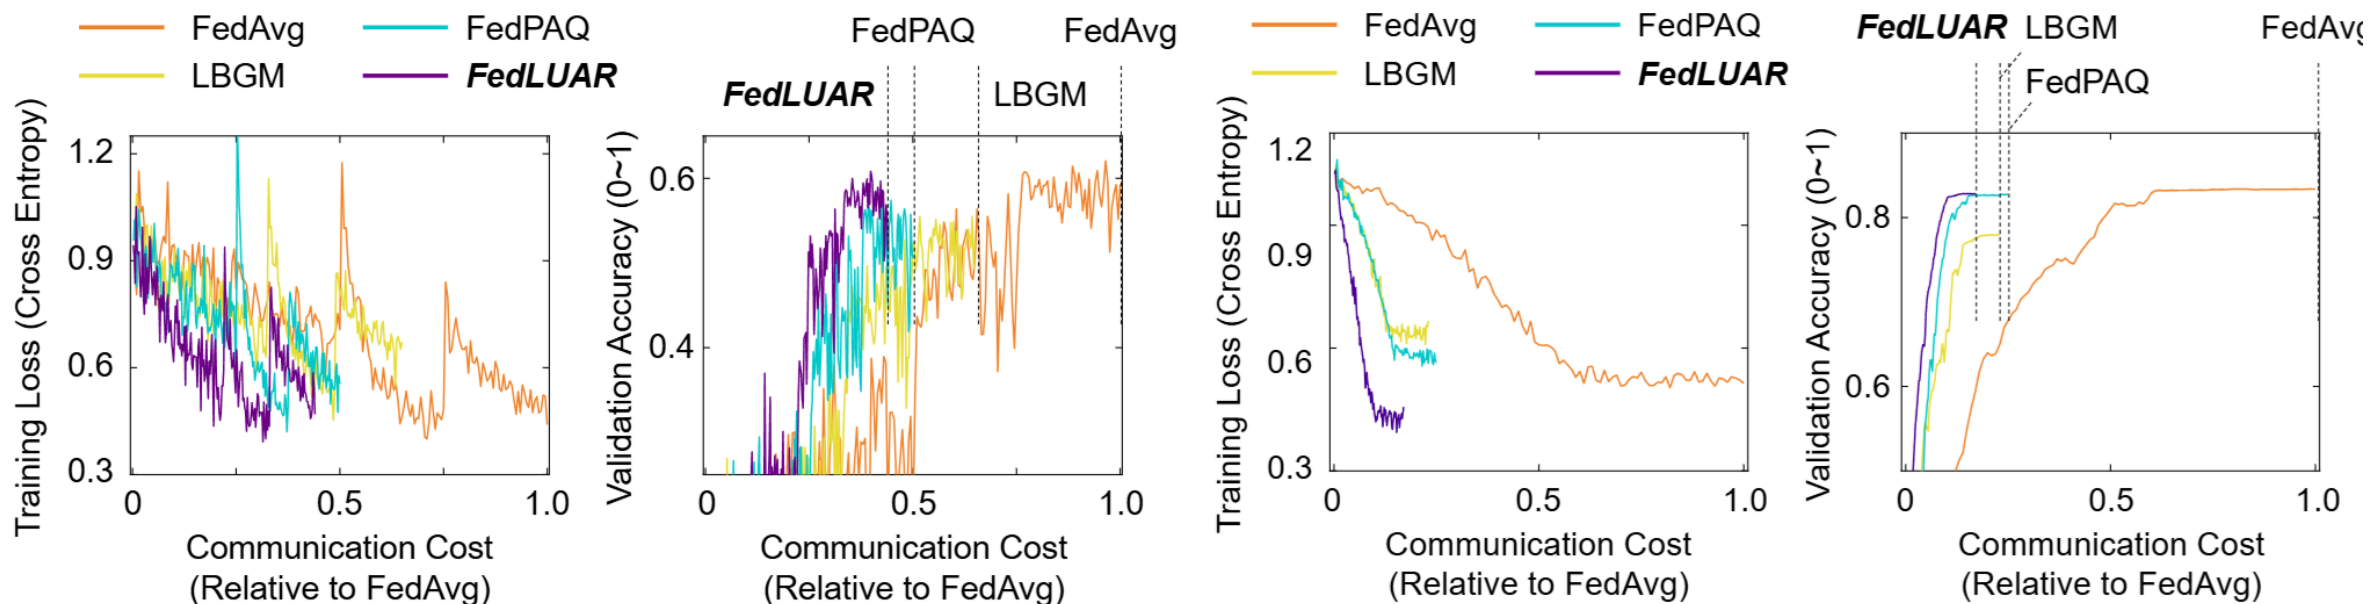 FedAvg
FedPAQ
LBGM
FedLUAR
Training Loss (Cross Entropy)
1.2
0.9
0.6
0.3
0
0.5
1.0
Communication Cost
(Relative to FedAvg)
FedPAQ
FedAvg
FedLUAR
LBGM
Validation Accuracy (0~1)
0.6
0.4
0
0.5
1.0
Communication Cost
(Relative to FedAvg)
FedAvg
FedPAQ
LBGM
FedLUAR
Training Loss (Cross Entropy)
1.2
0.9
0.6
0.3
0
0.5
1.0
Communication Cost
(Relative to FedAvg)
FedLUAR
LBGM
FedAvg
FedPAQ
Validation Accuracy (0~1)
0.8
0.6
0
0.5
1.0
Communication Cost
(Relative to FedAvg)